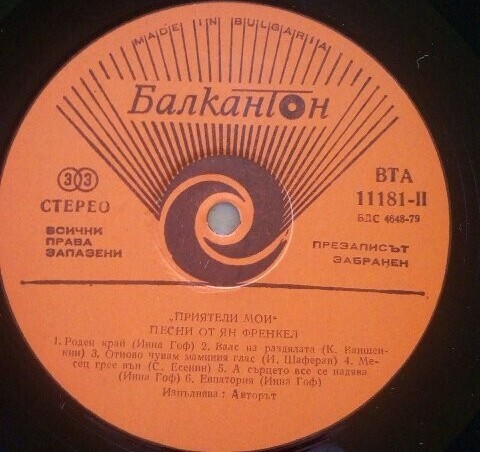 MADE IN BULGARIA
Балкантон
33
СТЕРЕО
ВТА
11181-II
БДС 4648-79
ВСИЧКИ
ПРАВА
ЗАПАЗЕНИ
ПРЕЗАПИСЪТ
ЗАБРАНЕН
„ПРИЯТЕЛИ МОИ“
ПЕСНИ ОТ ЯН ФРЕНКЕЛ
1. Роден край (Инна Гоф) 2. Валс на раздялата (К. Ваншен-
кин) 3. Отново чувам мамини глас (И. Шаферан) 4. Ме-
сец грее вън (С. Есенин) 5. А сърцето все се надява
(Инна Гоф) 6. Евпатория (Инна Гоф)
Изпълнява : Авторът